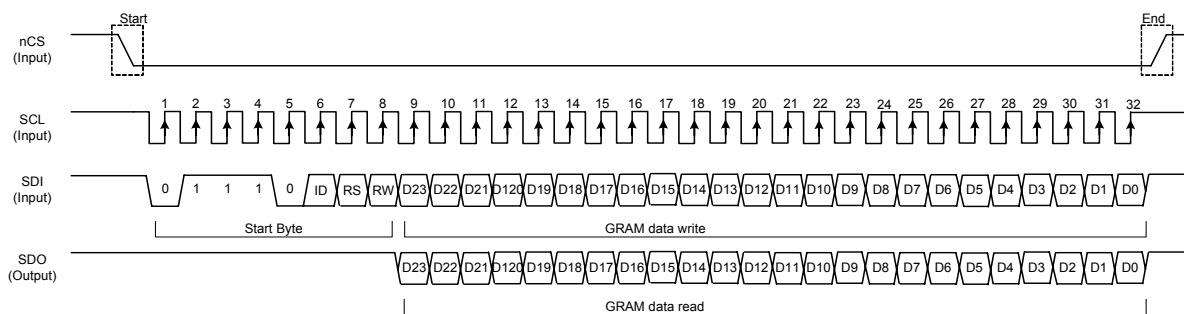 Start End
nCS
(Input)
1 2 3 4 5 6 7 8 9 10 11 12 13 14 15 16 17 18 19 20 21 22 23 24 25 26 27 28 29 30 31 32
SCL
(Input)
SDI
(Input)
0 1 1 1 0 ID RS RW D23 D22 D21 D120 D19 D18 D17 D16 D15 D14 D13 D12 D11 D10 D9 D8 D7 D6 D5 D4 D3 D2 D1 D0
Start Byte GRAM data write
SDO
(Output)
D23 D22 D21 D120 D19 D18 D17 D16 D15 D14 D13 D12 D11 D10 D9 D8 D7 D6 D5 D4 D3 D2 D1 D0
GRAM data read